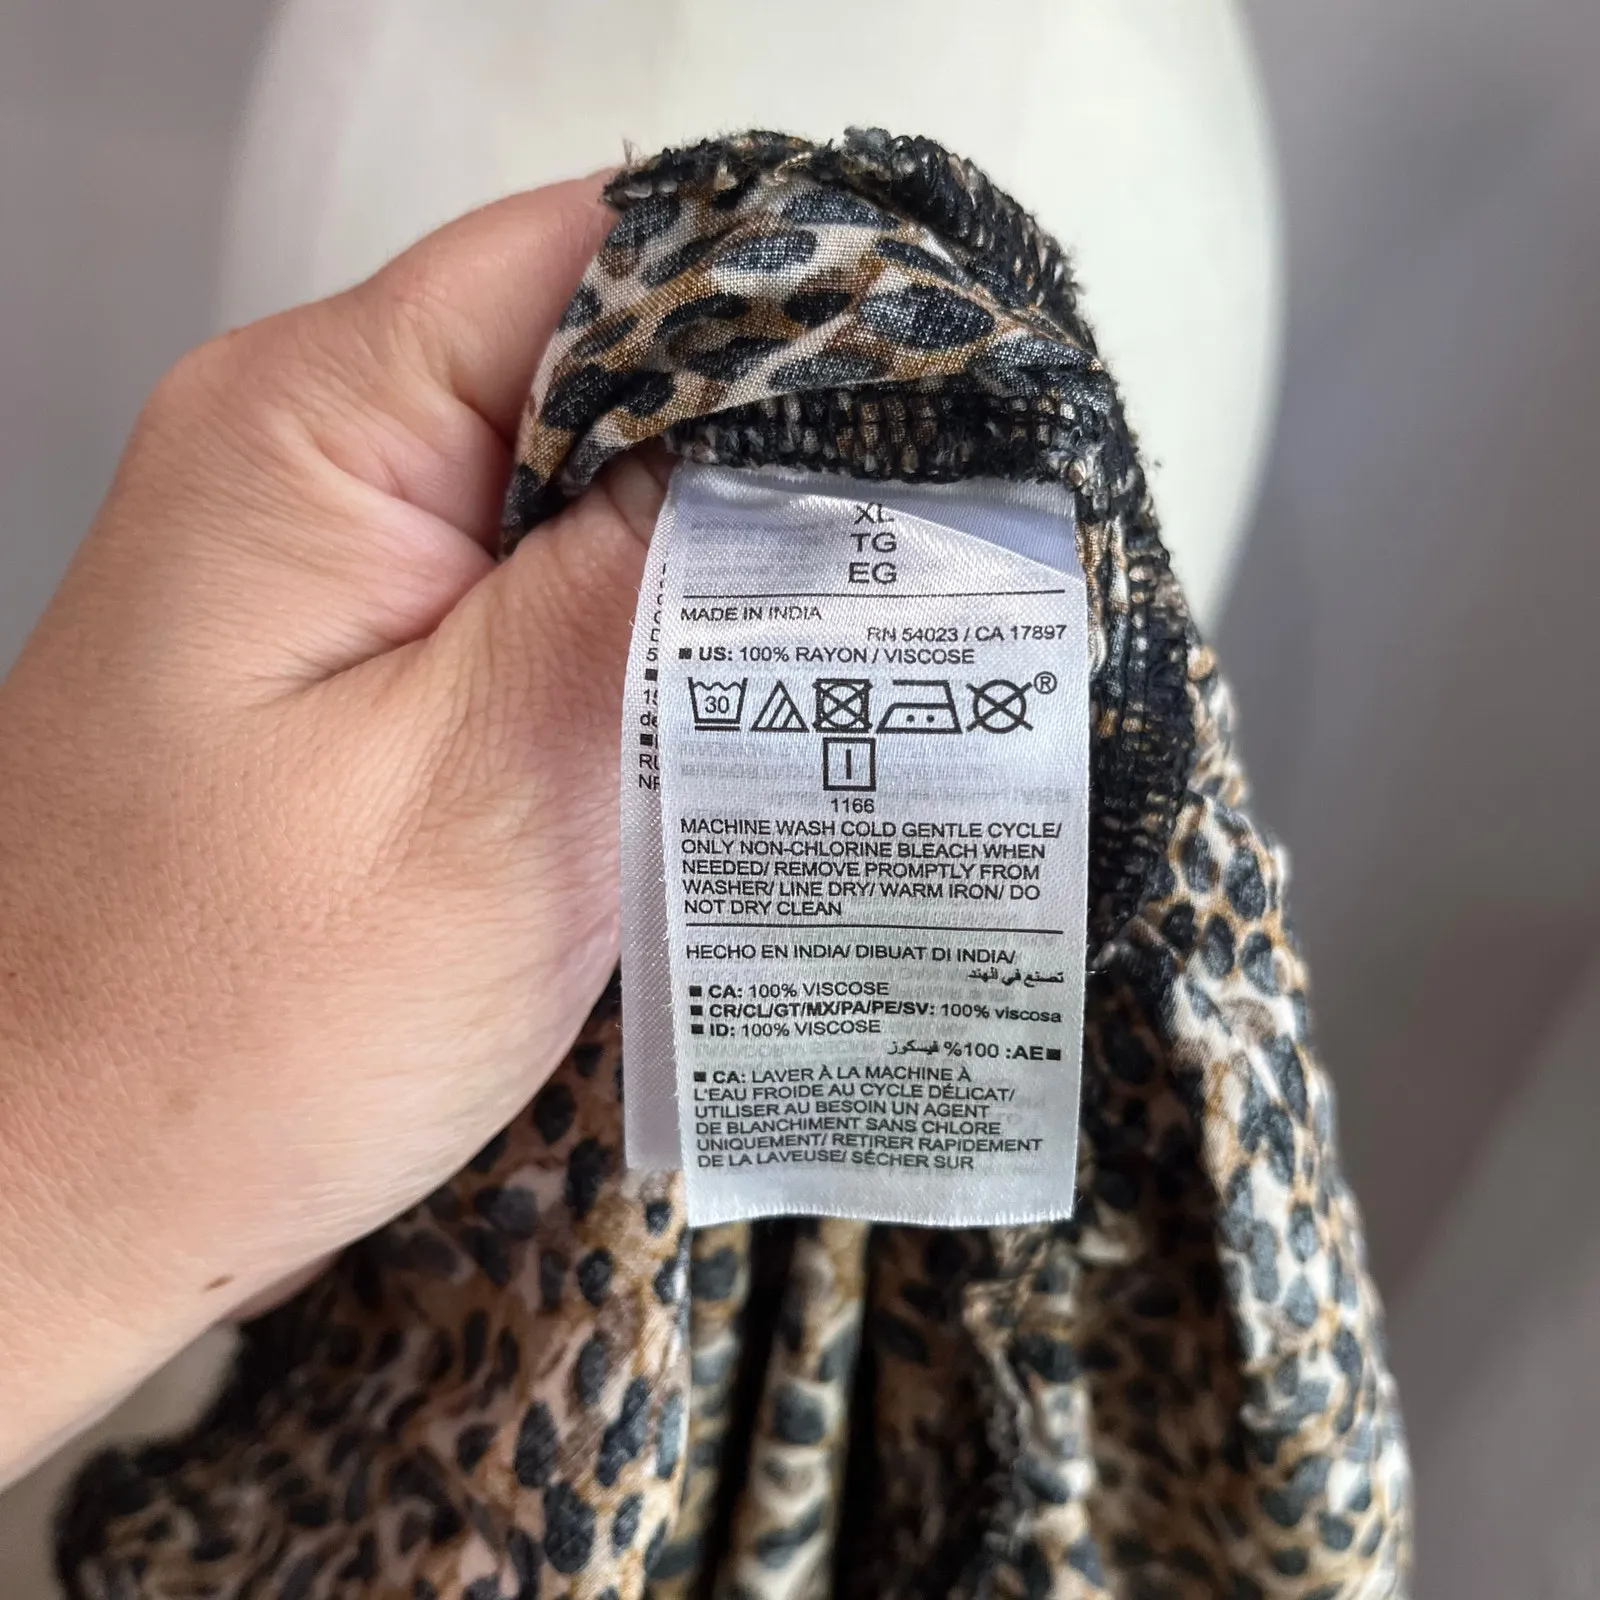 XL
TG
EG
MADE IN INDIA
RN 54023 / CA 17897
■ US: 100% RAYON / VISCOSE
30
®
1166
MACHINE WASH COLD GENTLE CYCLE/
ONLY NON-CHLORINE BLEACH WHEN
NEEDED/ REMOVE PROMPTLY FROM
WASHER/ LINE DRY/ WARM IRON/ DO
NOT DRY CLEAN
HECHO EN INDIA/ DIBUAT DI INDIA/
تصنع في الهند
■ CA: 100% VISCOSE
■ CR/CL/GT/MX/PA/PE/SV: 100% viscosa
■ ID: 100% VISCOSE
■AE: 100% فيسكوز
■ CA: LAVER À LA MACHINE À
L'EAU FROIDE AU CYCLE DÉLICAT/
UTILISER AU BESOIN UN AGENT
DE BLANCHIMENT SANS CHLORE
UNIQUEMENT/ RETIRER RAPIDEMENT
DE LA LAVEUSE/ SÉCHER SUR